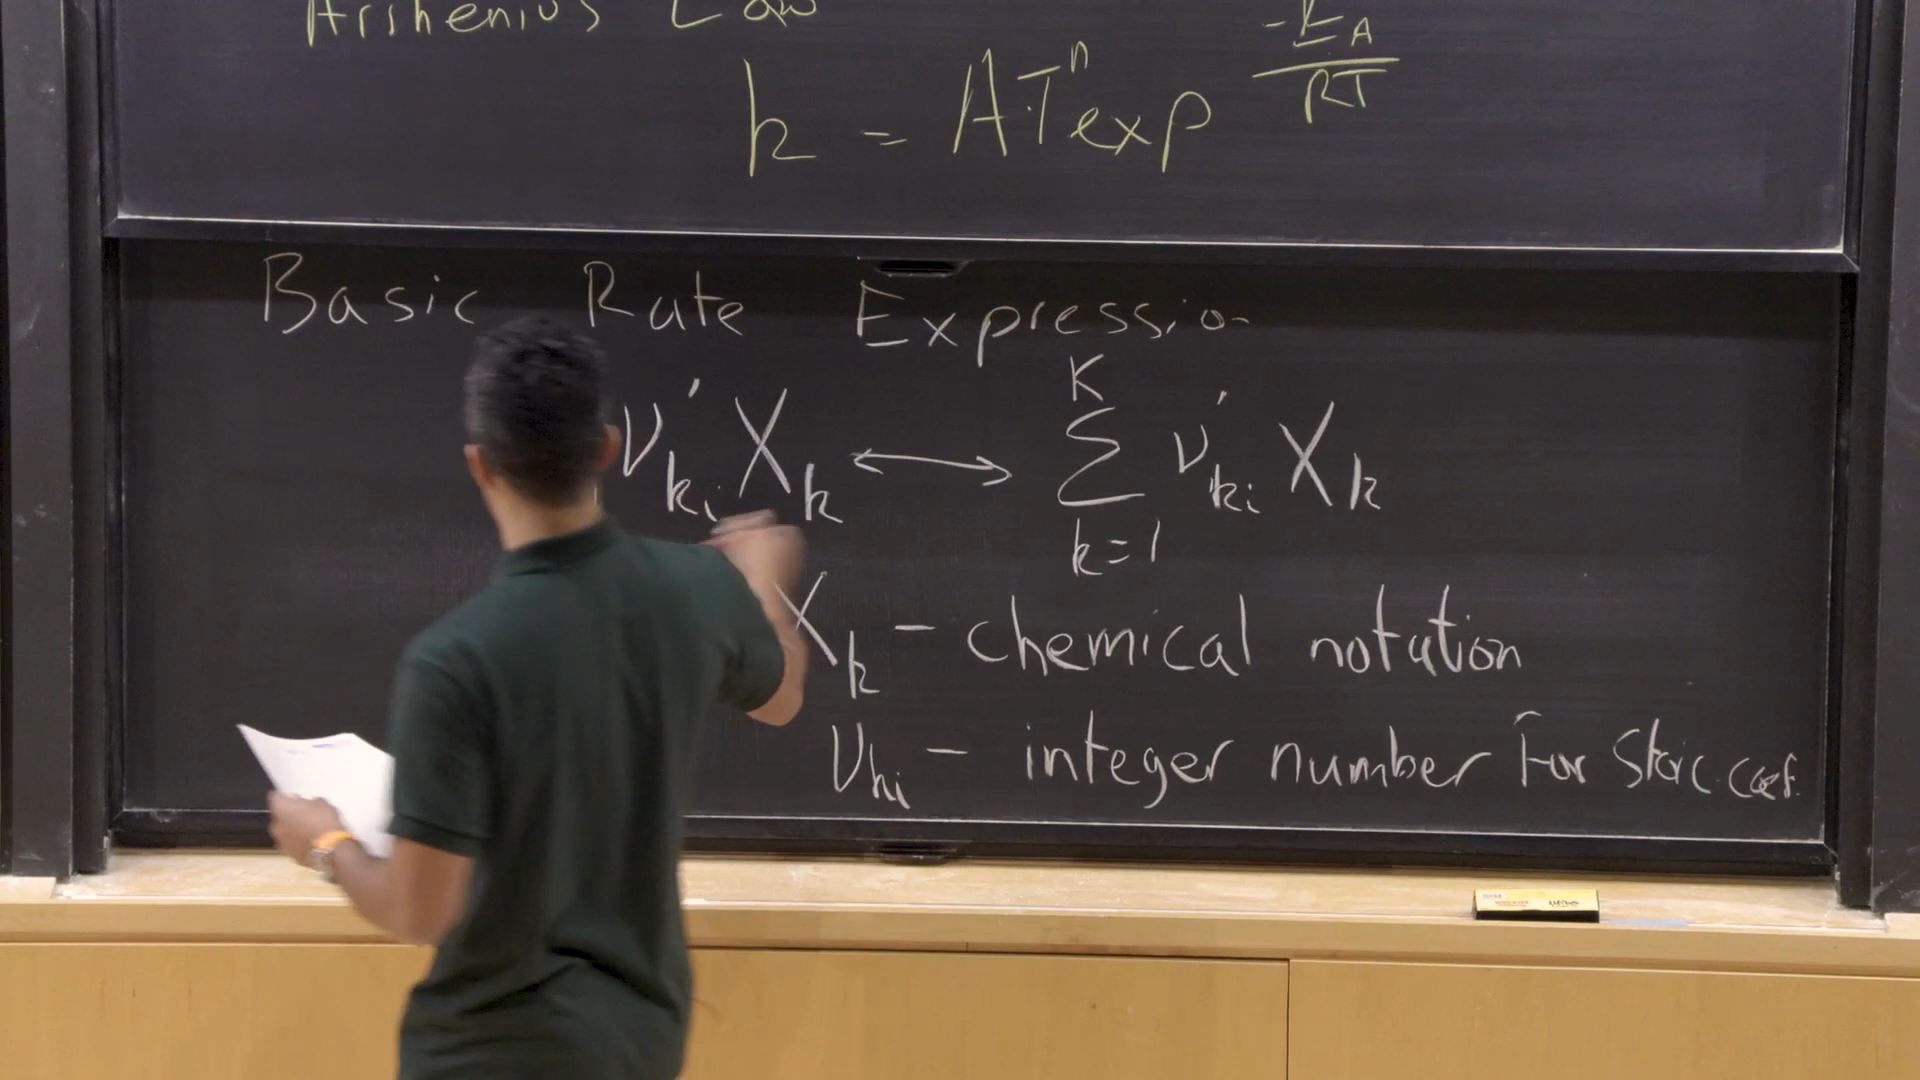 Arrhenius Law
k = AT^n exp -E_A/RT
Basic Rate Expression
ν'_ki X_k ⟷ K Σ k=1 ν'_ki X_k
X_k - chemical notation
ν_ki - integer number For Stoic. coef.